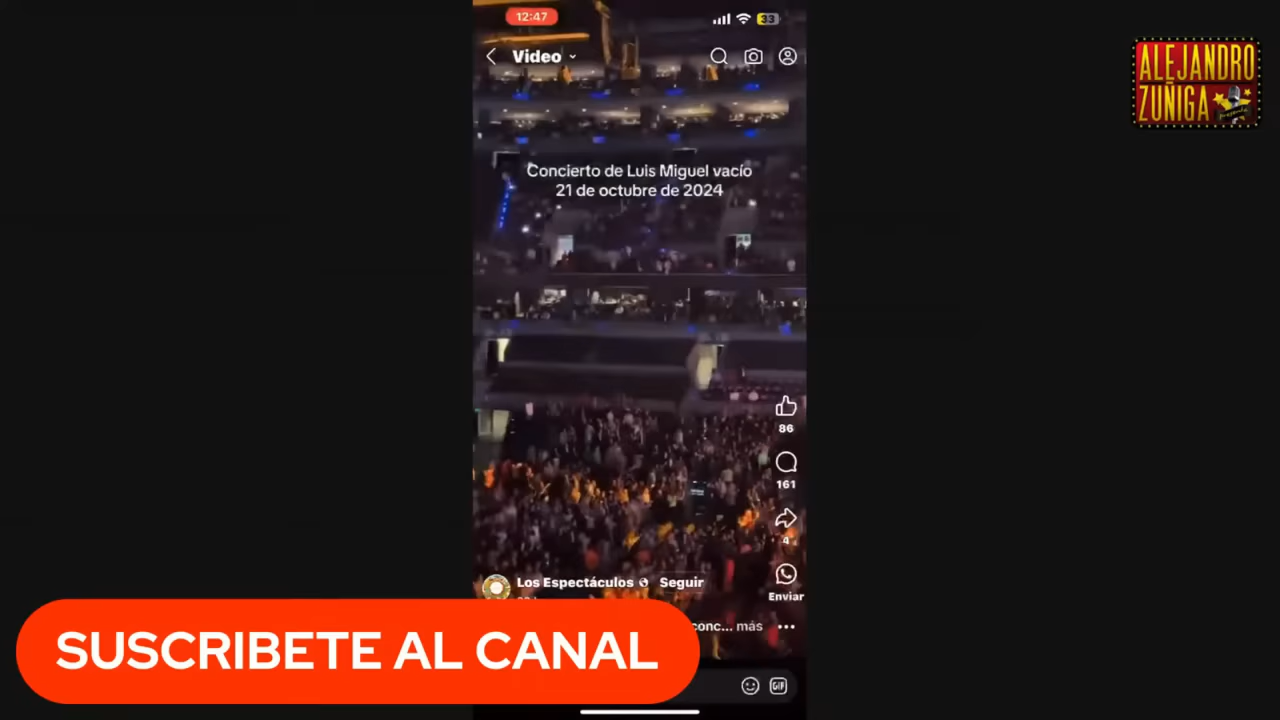 12:47
33
Video
ALEJANDRO
ZUÑIGA
Concierto de Luis Miguel vacío
21 de octubre de 2024
86
161
4
Los Espectáculos
Seguir
Enviar
conc... más
SUSCRIBETE AL CANAL
GIF